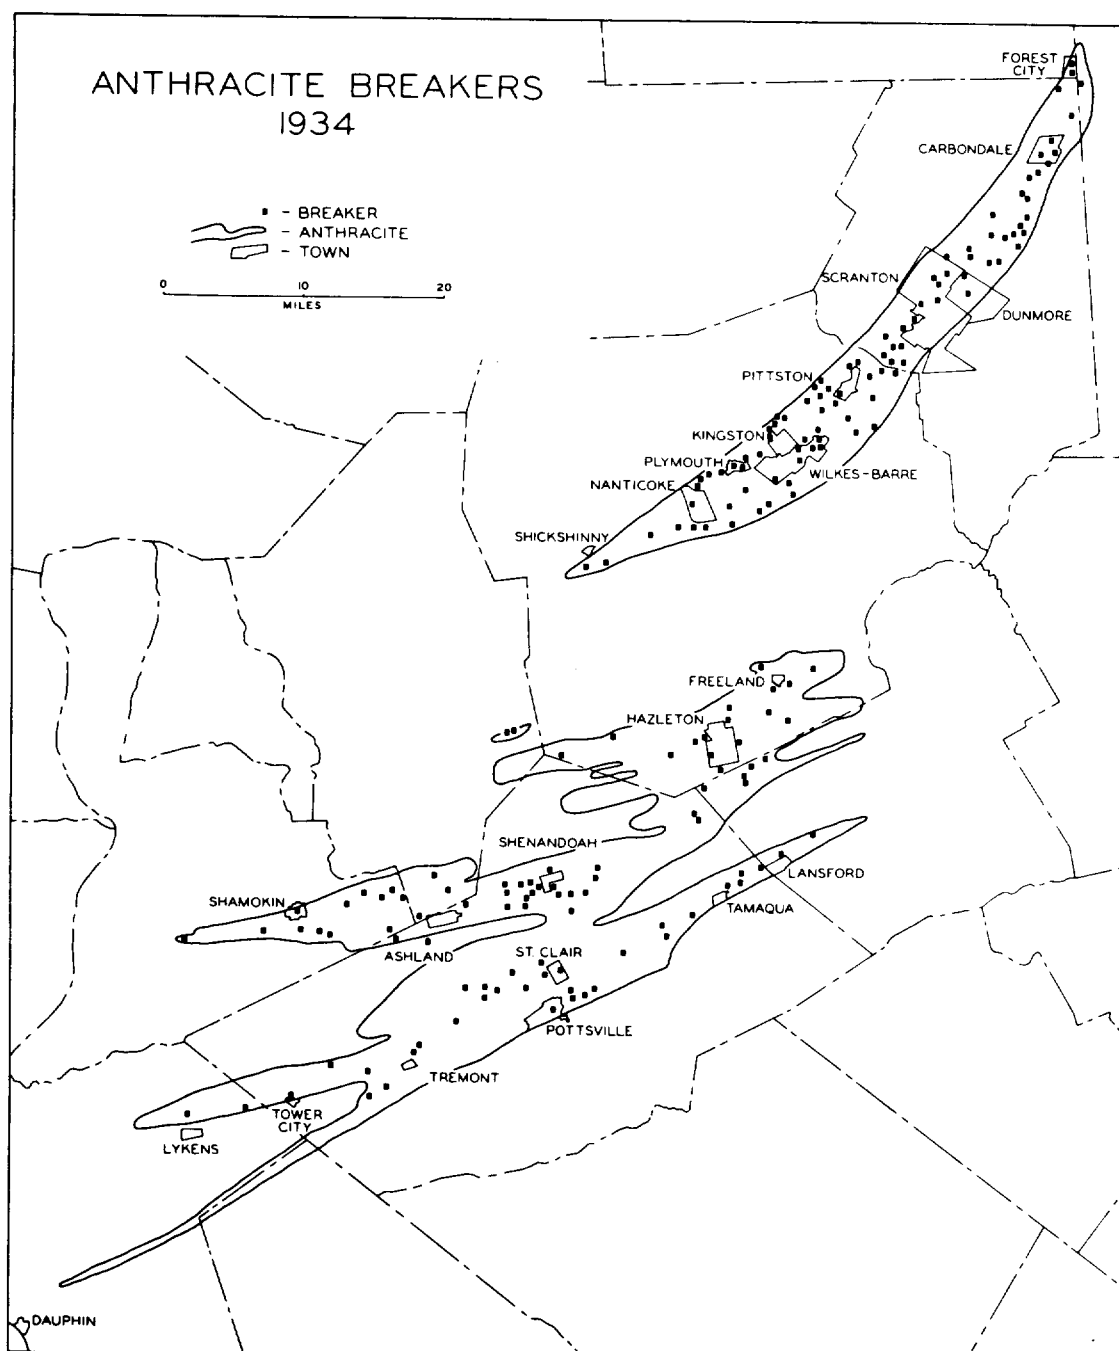 ANTHRACITE BREAKERS
1934
- BREAKER
- ANTHRACITE
- TOWN
0 10 20
MILES
FOREST
CITY
CARBONDALE
SCRANTON
DUNMORE
PITTSTON
KINGSTON
PLYMOUTH
WILKES-BARRE
NANTICOKE
SHICKSHINNY
FREELAND
HAZLETON
SHENANDOAH
LANSFORD
SHAMOKIN
TAMAQUA
ASHLAND
ST. CLAIR
POTTSVILLE
TREMONT
TOWER
CITY
LYKENS
DAUPHIN